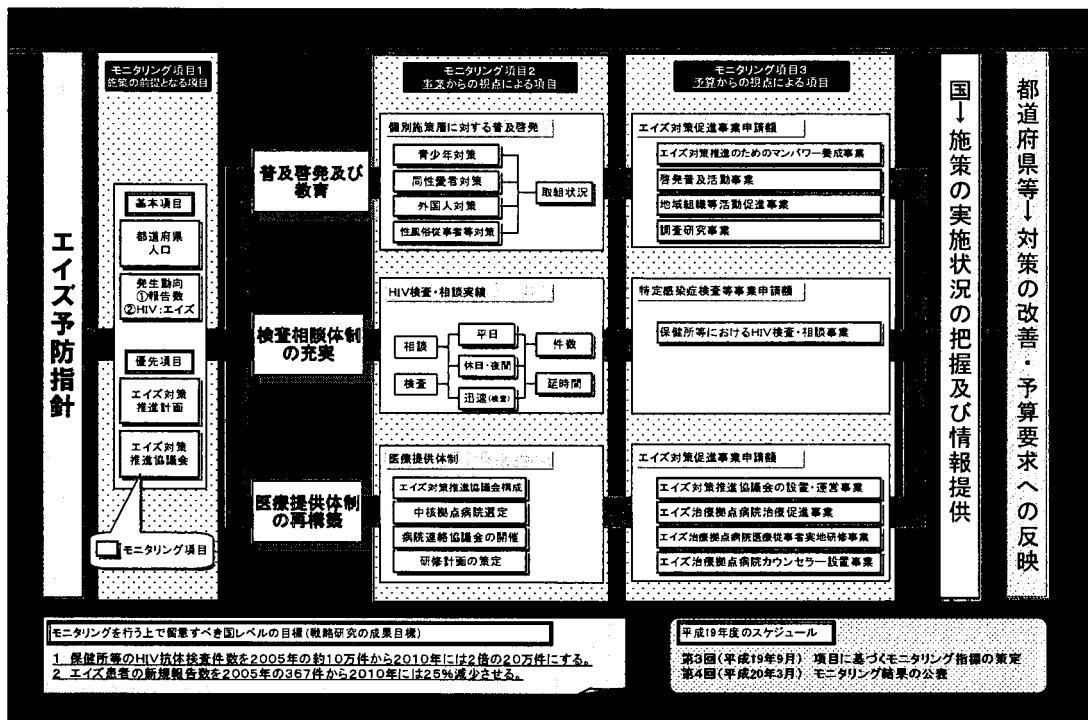 エイズ予防指針
モニタリング項目1
施策の前提となる項目
基本項目
都道府県
人口
発生動向
①報告数
②HIV:エイズ
優先項目
エイズ対策
推進計画
エイズ対策
推進協議会
モニタリング項目
普及啓発及び
教育
検査相談体制
の充実
医療提供体制
の再構築
モニタリング項目2
事業からの視点による項目
個別施策層に対する普及啓発
青少年対策
同性愛者対策
外国人対策
性風俗従事者等対策
取組状況
HIV検査・相談実績
相談
検査
平日
休日・夜間
迅速(検査)
件数
延時間
医療提供体制
エイズ対策推進協議会構成
中核拠点病院選定
病院連絡協議会の開催
研修計画の策定
モニタリング項目3
予算からの視点による項目
エイズ対策促進事業申請額
エイズ対策推進のためのマンパワー養成事業
啓発普及活動事業
地域組織等活動促進事業
調査研究事業
特定感染症検査等事業申請額
保健所等におけるHIV検査・相談事業
エイズ対策促進事業申請額
エイズ対策推進協議会の設置・運営事業
エイズ治療拠点病院治療促進事業
エイズ治療拠点病院医療従事者実地研修事業
エイズ治療拠点病院カウンセラー設置事業
国→施策の実施状況の把握及び情報提供
都道府県等→対策の改善・予算要求への反映
モニタリングを行う上で留意すべき国レベルの目標(戦略研究の成果目標)
1 保健所等のHIV抗体検査件数を2005年の約10万件から2010年には2倍の20万件にする。
2 エイズ患者の新規報告数を2005年の367件から2010年には25%減少させる。
平成19年度のスケジュール
第3回(平成19年9月) 項目に基づくモニタリング指標の策定
第4回(平成20年3月) モニタリング結果の公表